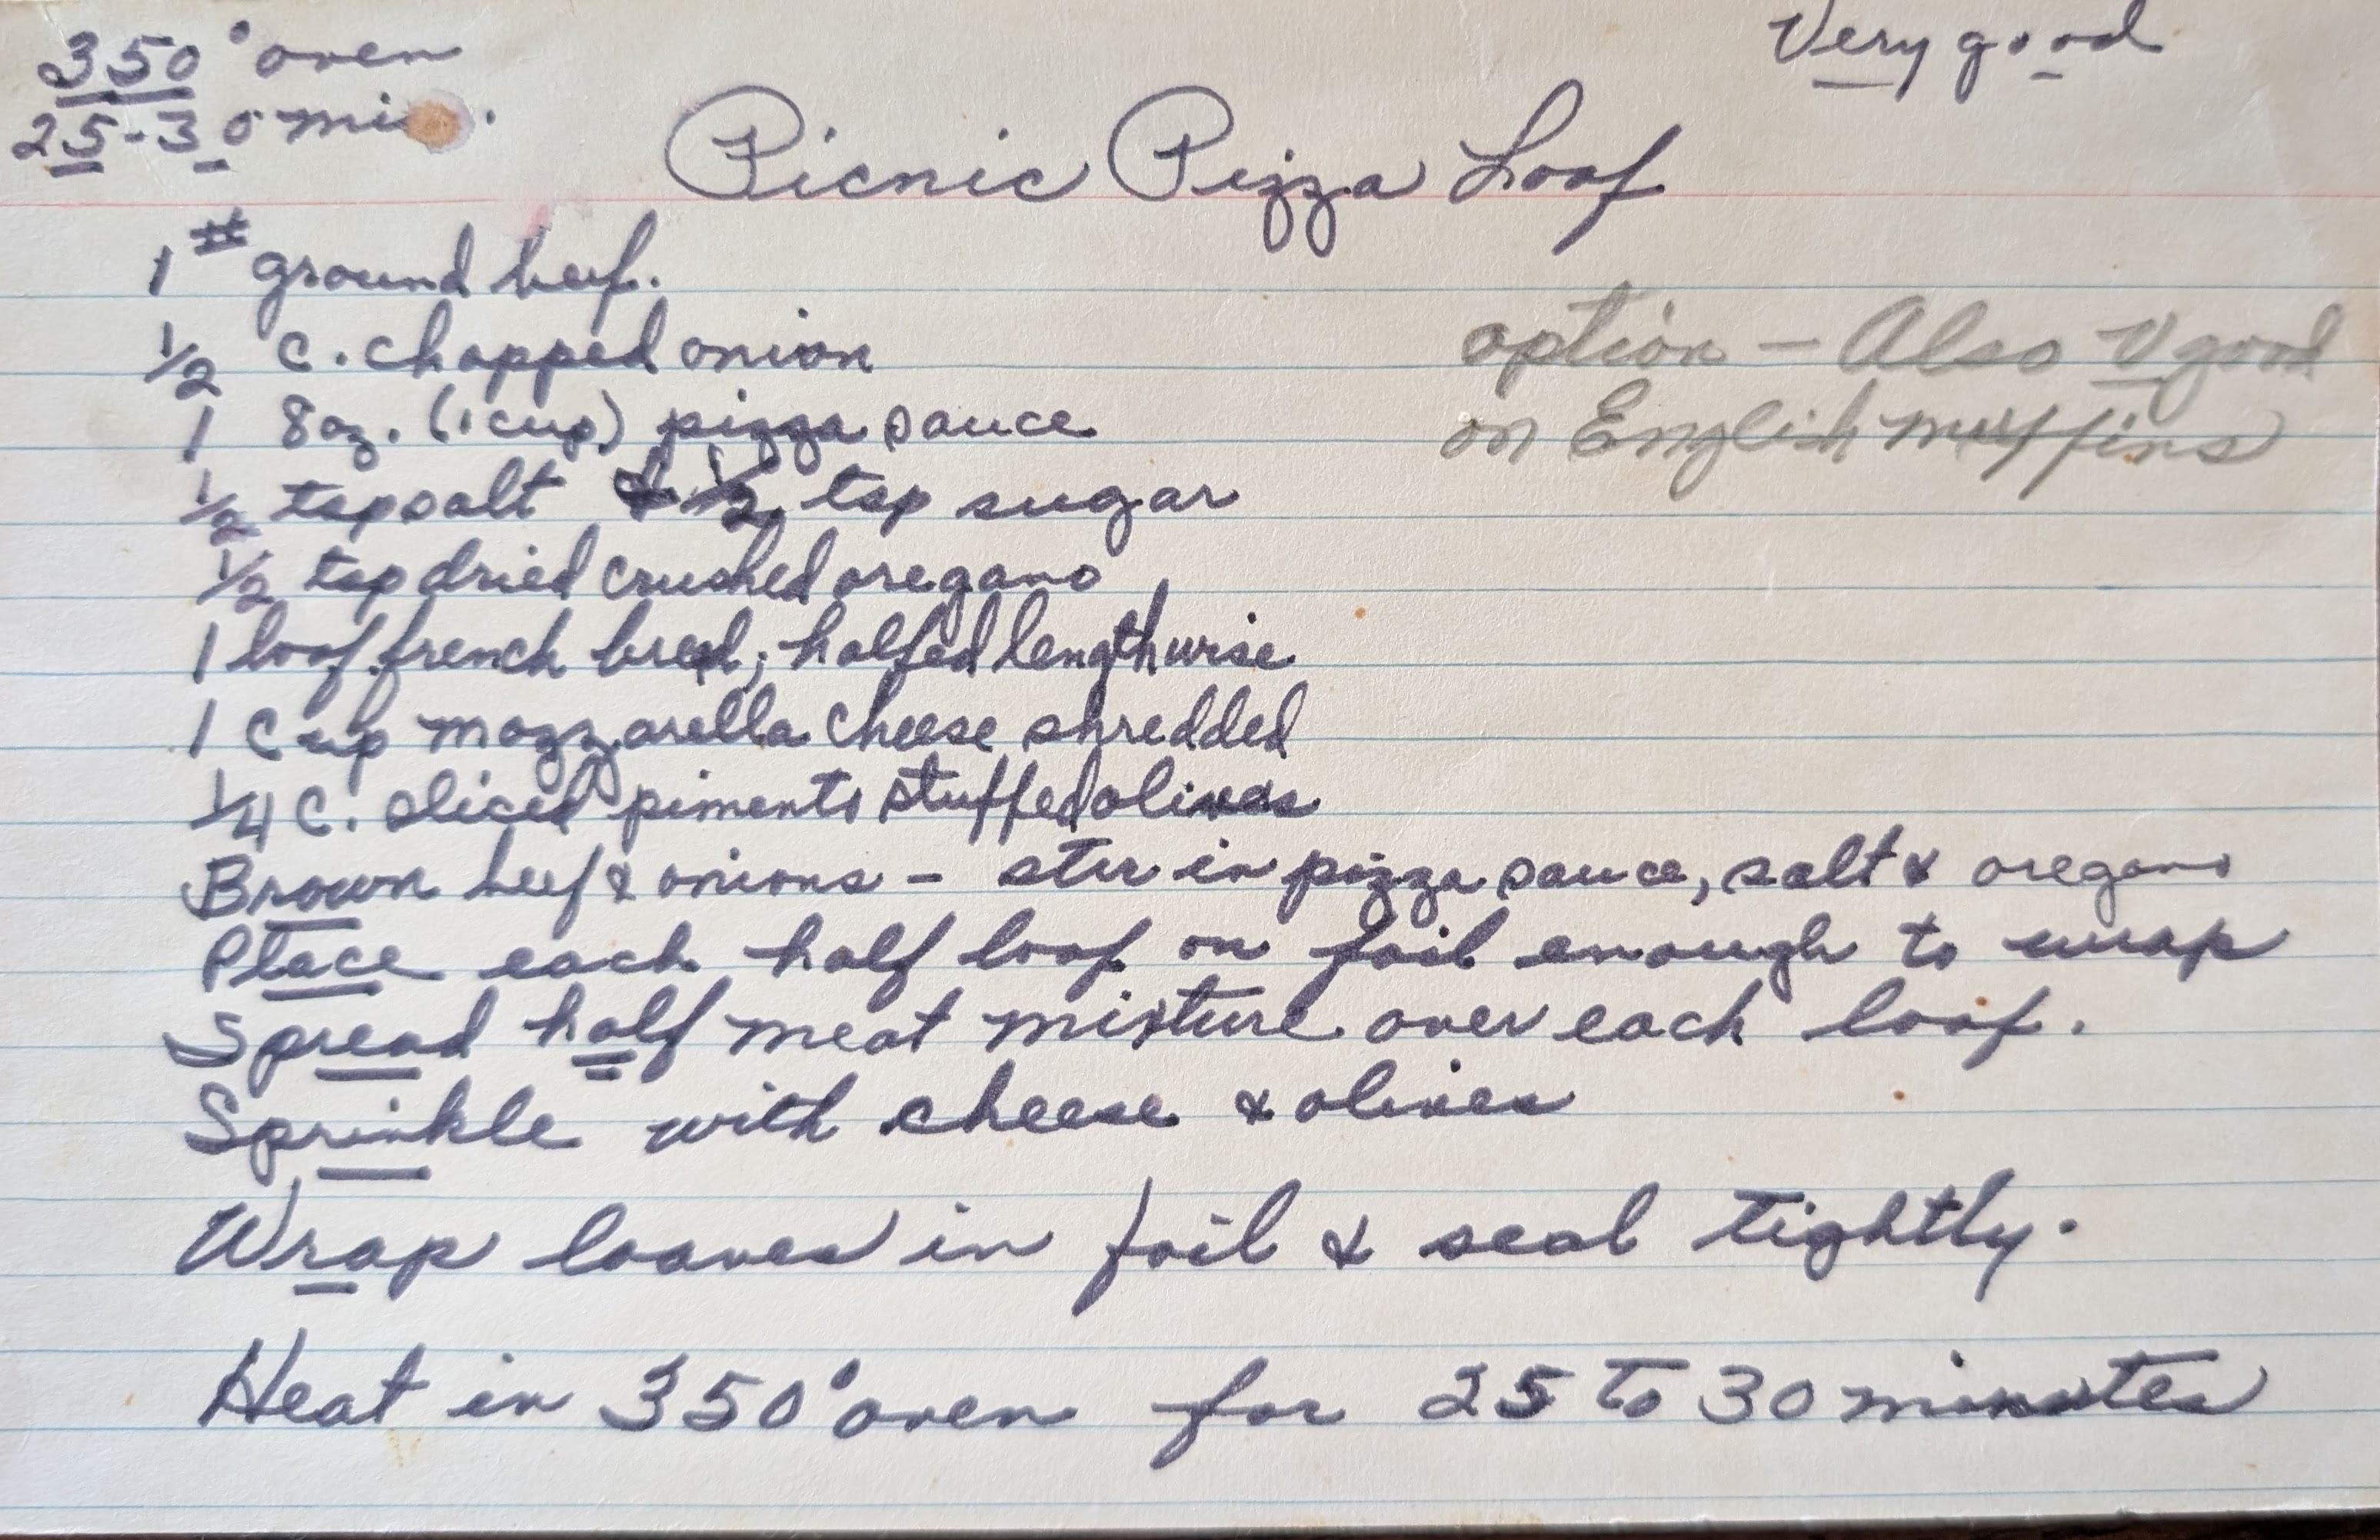 350° oven
25-30 min.
Very good
Picnic Pizza Loaf
1# ground beef.
option - Also V good
on English muffins
1/2 c. chopped onion
1 8oz. (1 cup) pizza sauce
1/2 tsp salt & 1/2 tsp sugar
1/2 tsp dried crushed oregano
1 loaf french bread; halfed lengthwise
1 cup mozzarella cheese shredded
1/4 c. sliced pimento stuffed olives
Brown beef & onions - stir in pizza sauce, salt & oregano
Place each half loaf on foil enough to wrap
Spread half meat mixture over each loaf.
Sprinkle with cheese & olives
Wrap loaves in foil & seal tightly.
Heat in 350° oven for 25 to 30 minutes